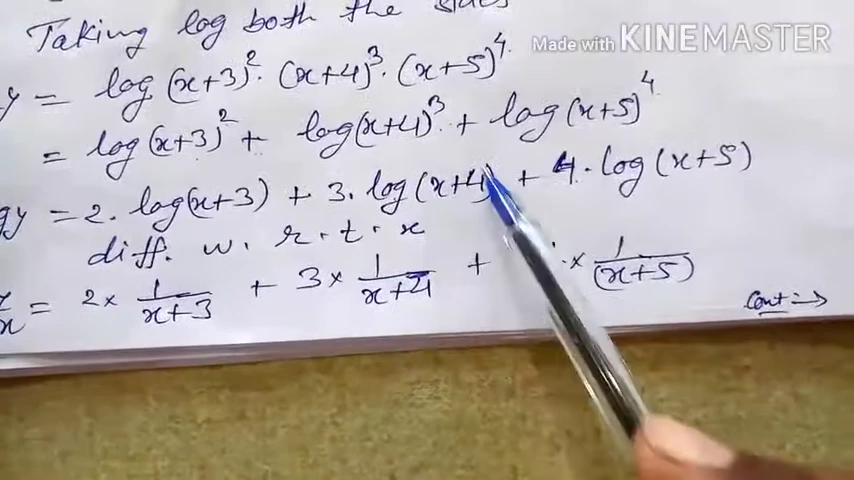 Taking log both the sides
Made with KINEMASTER
y = log (x+3)². (x+4)³. (x+5)⁴
= log(x+3)² + log(x+4)³ + log(x+5)⁴
gy = 2. log(x+3) + 3. log(x+4) + 4. log(x+5)
diff. w. r. t. x
x = 2× 1/(x+3) + 3× 1/(x+4) + × 1/(x+5)
Cont →